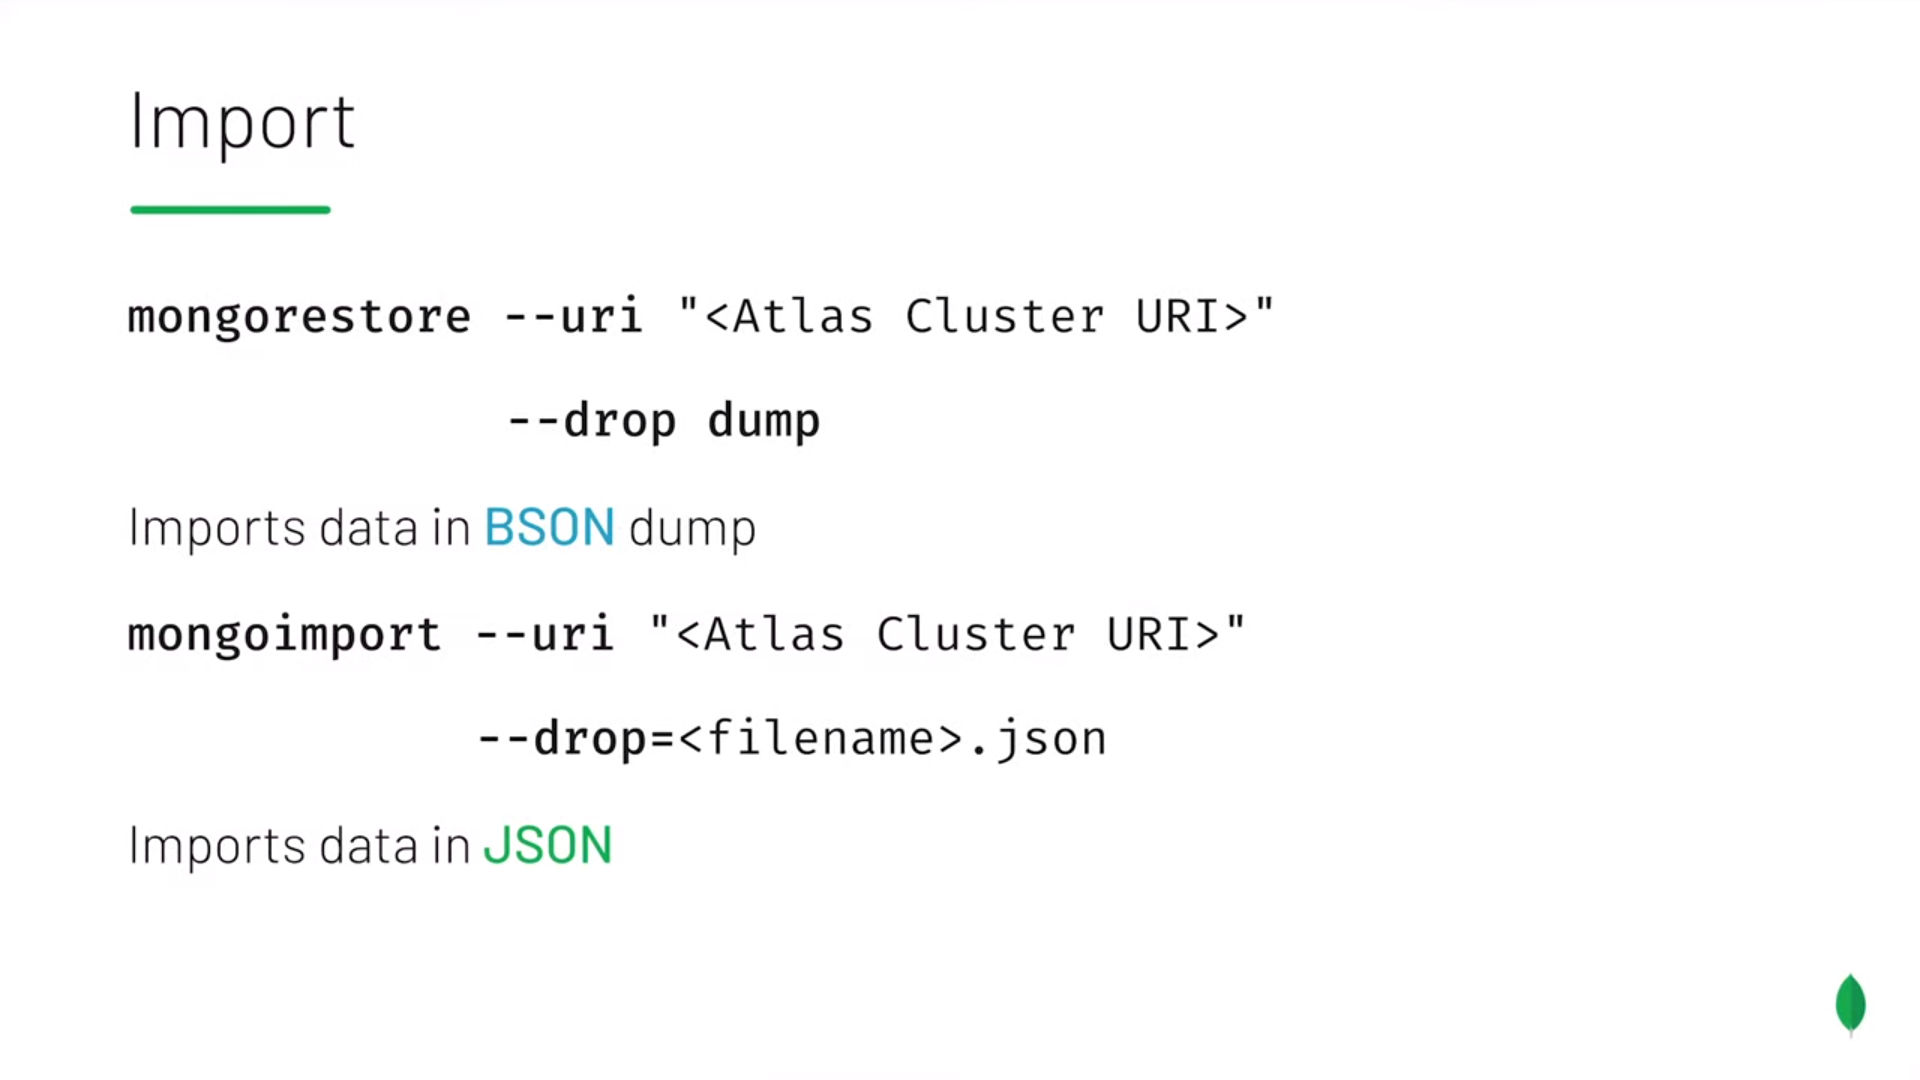 Import
mongorestore --uri "<Atlas Cluster URI>"
--drop dump
Imports data in BSON dump
mongoimport --uri "<Atlas Cluster URI>"
--drop=<filename>.json
Imports data in JSON